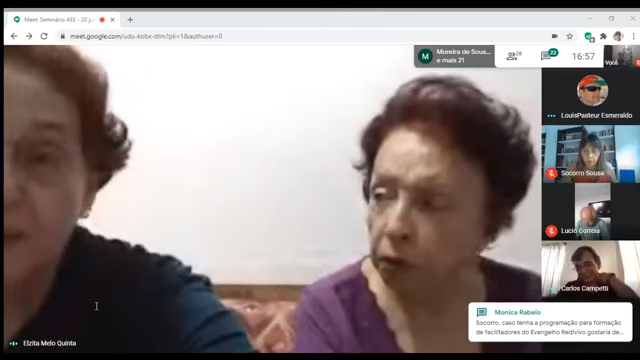 Meet: Seminário AEE - 20 ju
meet.google.com/udu-kobx-dtm?pli=1&authuser=0
M
Moreira de Sous...
e mais 21
28
22
16:57
Você
LouisPasteur Esmeraldo
Socorro Sousa
Lucio Correia
Carlos Campetti
Monica Rabelo
Socorro, caso tenha a programação para formação
de facilitadores do Evangelho Redivivo gostaria de...
Elzita Melo Quinta